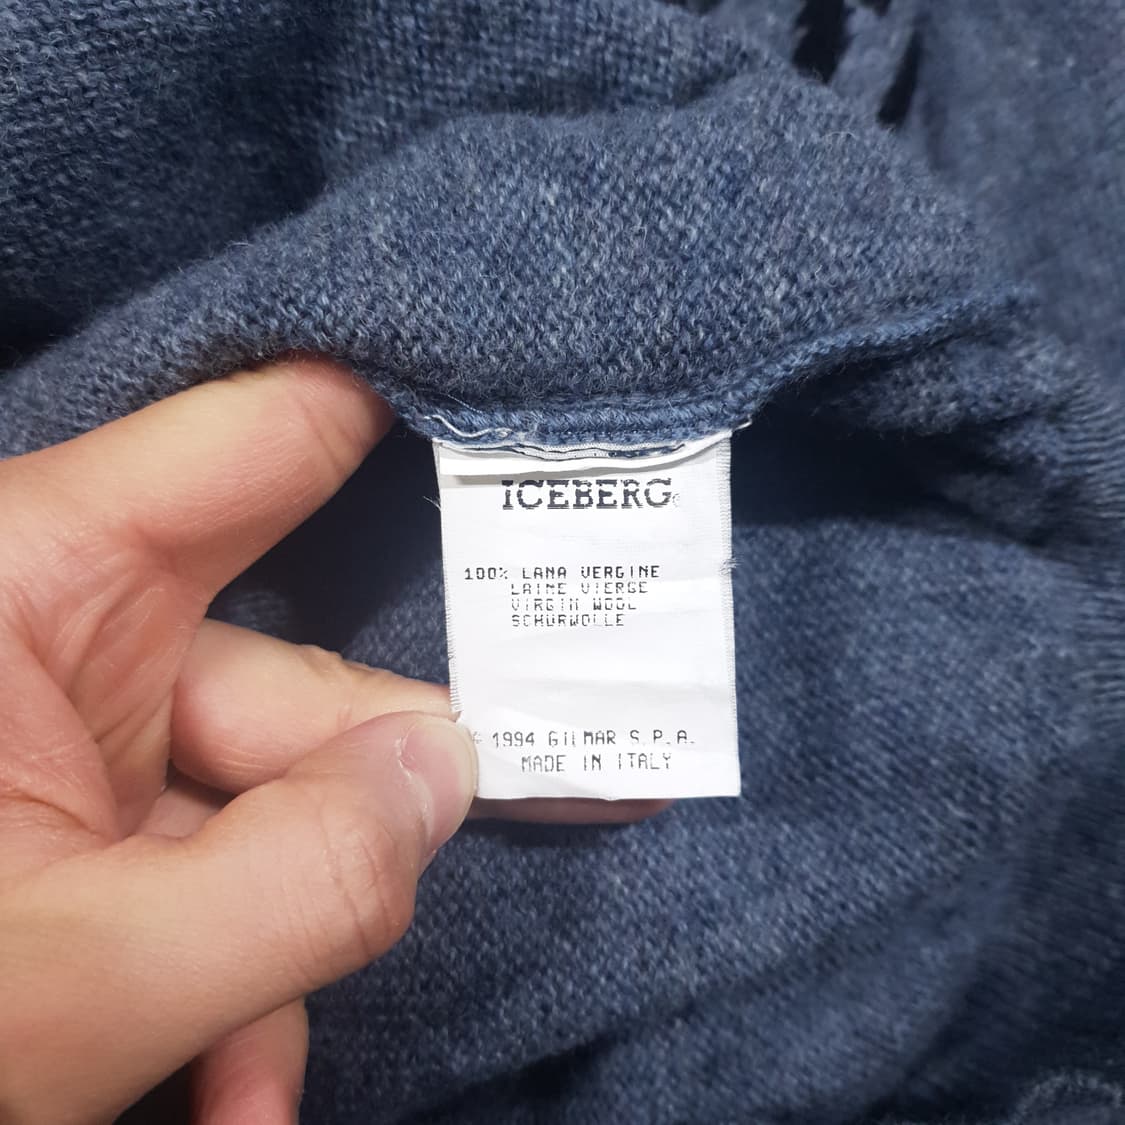 ICEBERG
100% LANA VERGINE
LAINE VIERGE
VIRGIN WOOL
SCHURWOLLE
© 1994 GILMAR S.P.A.
MADE IN ITALY